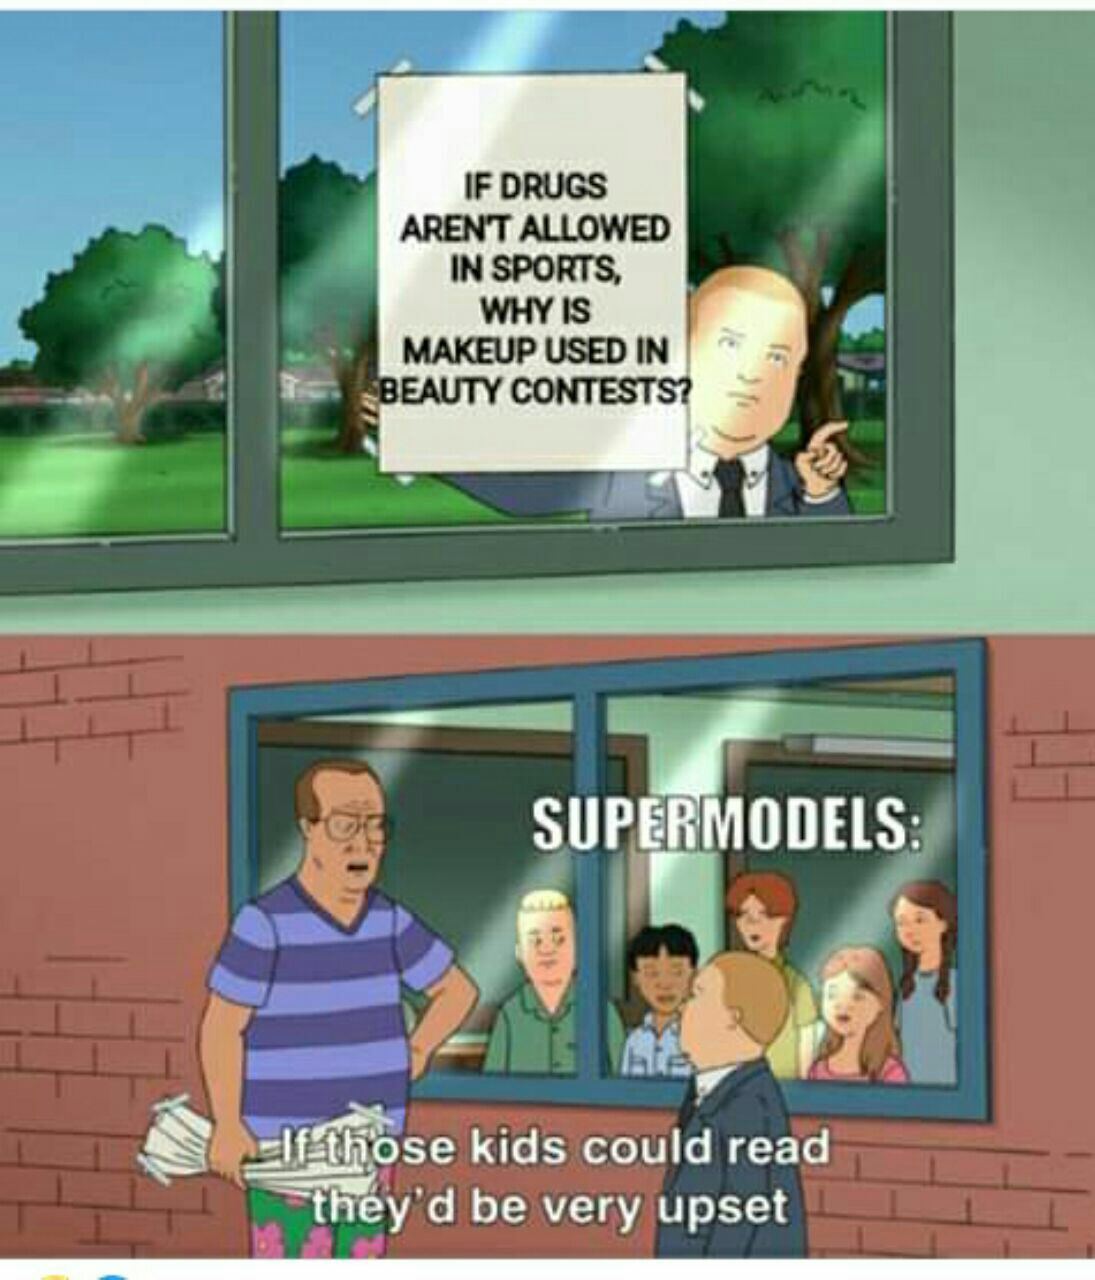 IF DRUGS
AREN'T ALLOWED
IN SPORTS,
WHY IS
MAKEUP USED IN
BEAUTY CONTESTS?
SUPERMODELS:
If those kids could read
they'd be very upset